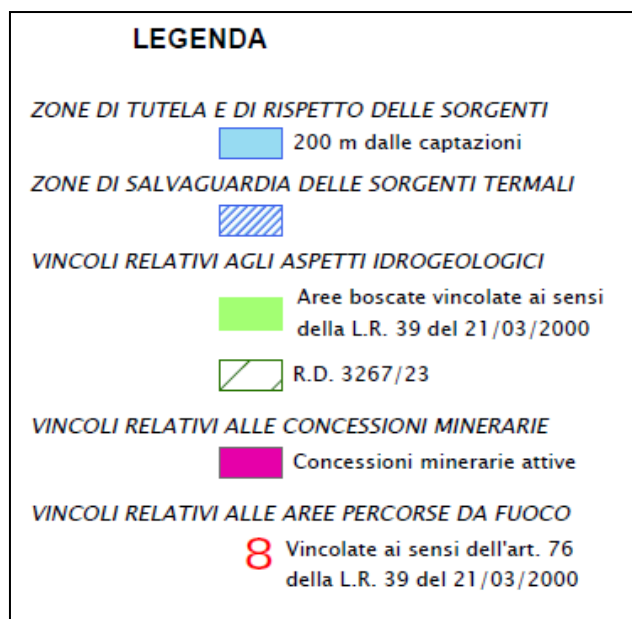 LEGENDA
ZONE DI TUTELA E DI RISPETTO DELLE SORGENTI
200 m dalle captazioni
ZONE DI SALVAGUARDIA DELLE SORGENTI TERMALI
VINCOLI RELATIVI AGLI ASPETTI IDROGEOLOGICI
Aree boscate vincolate ai sensi
della L.R. 39 del 21/03/2000
R.D. 3267/23
VINCOLI RELATIVI ALLE CONCESSIONI MINERARIE
Concessioni minerarie attive
VINCOLI RELATIVI ALLE AREE PERCORSE DA FUOCO
8 Vincolate ai sensi dell'art. 76
della L.R. 39 del 21/03/2000